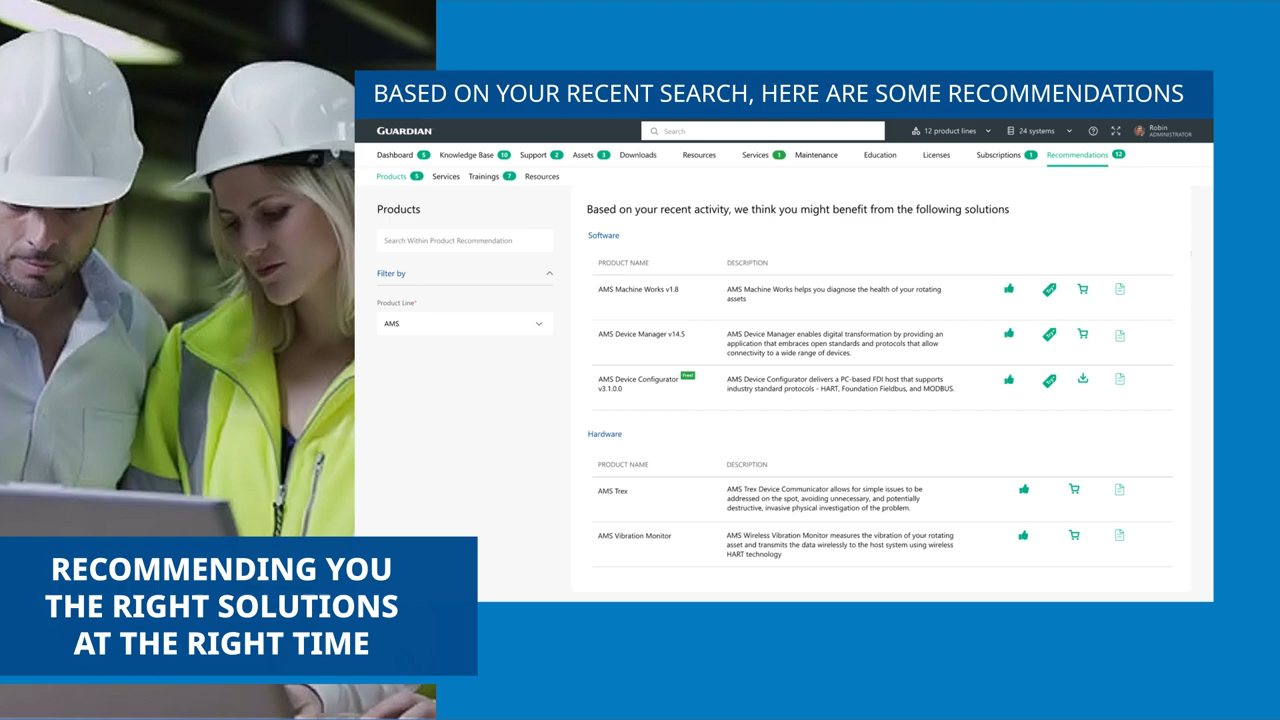 BASED ON YOUR RECENT SEARCH, HERE ARE SOME RECOMMENDATIONS
GUARDIAN
Search
12 product lines
24 systems
Robin
ADMINISTRATOR
Dashboard 5
Knowledge Base 10
Support 2
Assets 3
Downloads
Resources
Services 1
Maintenance
Education
Licenses
Subscriptions 1
Recommendations 12
Products 5
Services
Trainings 7
Resources
Products
Search Within Product Recommendation
Filter by
Product Line*
AMS
Based on your recent activity, we think you might benefit from the following solutions
Software
PRODUCT NAME
DESCRIPTION
AMS Machine Works v1.8
AMS Machine Works helps you diagnose the health of your rotating
assets
AMS Device Manager v14.5
AMS Device Manager enables digital transformation by providing an
application that embraces open standards and protocols that allow
connectivity to a wide range of devices.
AMS Device Configurator Free!
v3.1.0.0
AMS Device Configurator delivers a PC-based FDI host that supports
industry standard protocols - HART, Foundation Fieldbus, and MODBUS.
Hardware
PRODUCT NAME
DESCRIPTION
AMS Trex
AMS Trex Device Communicator allows for simple issues to be
addressed on the spot, avoiding unnecessary, and potentially
destructive, invasive physical investigation of the problem.
AMS Vibration Monitor
AMS Wireless Vibration Monitor measures the vibration of your rotating
asset and transmits the data wirelessly to the host system using wireless
HART technology
RECOMMENDING YOU
THE RIGHT SOLUTIONS
AT THE RIGHT TIME